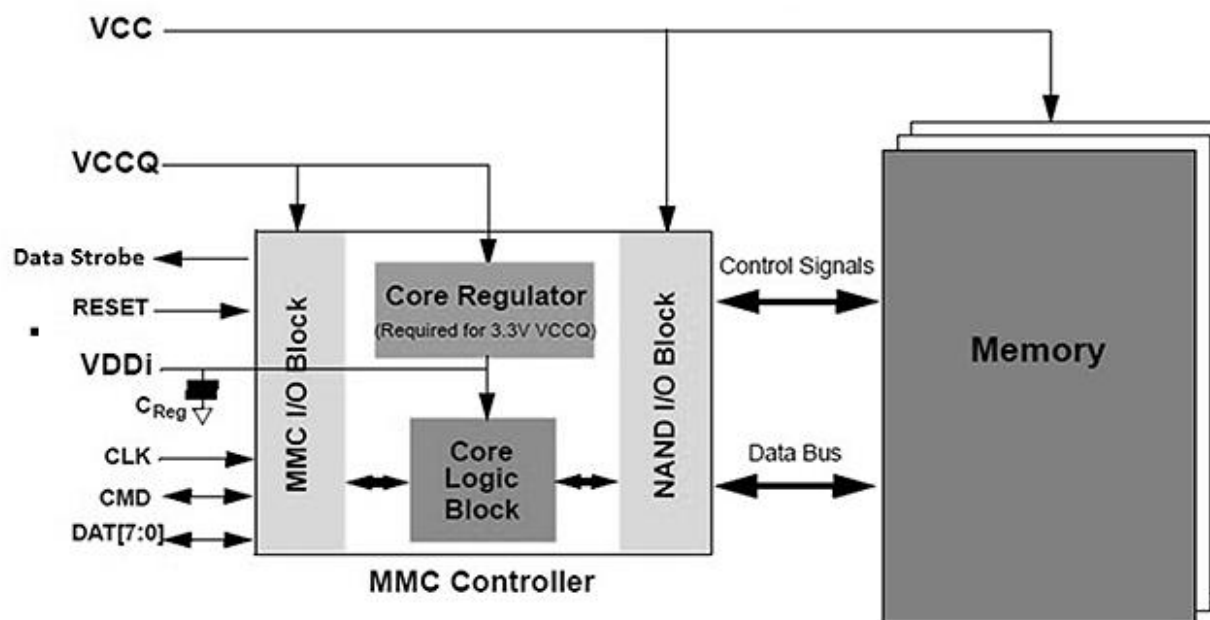 VCC
VCCQ
Data Strobe
RESET
VDDi
CReg
CLK
CMD
DAT[7:0]
MMC I/O Block
Core Regulator
(Required for 3.3V VCCQ)
Core
Logic
Block
NAND I/O Block
MMC Controller
Control Signals
Data Bus
Memory